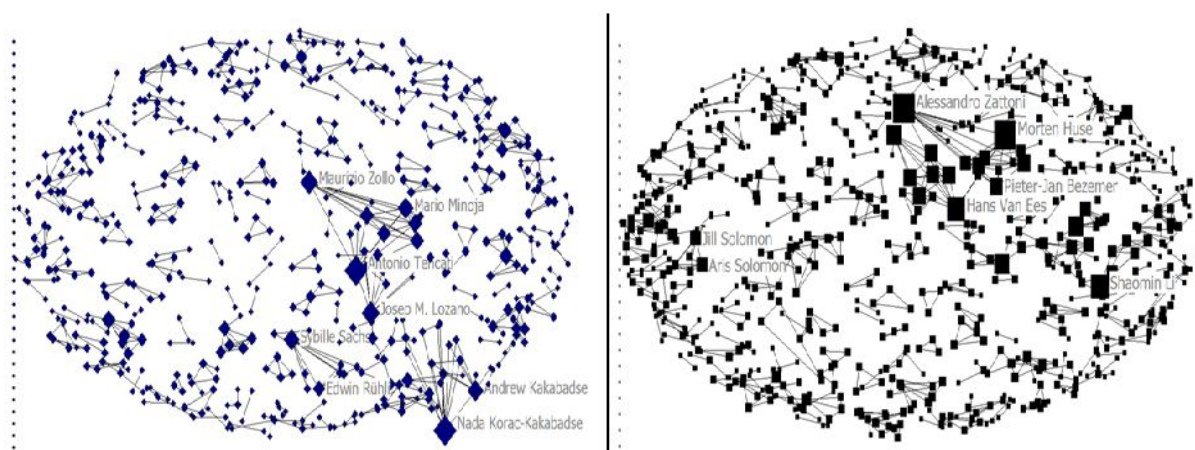 Maurizio Zollo
Mario Minoja
Antonio Tencati
Josep M. Lozano
Sybille Sachs
Edwin Rühli
Andrew Kakabadse
Nada Korac-Kakabadse
Alessandro Zattoni
Morten Huse
Pieter-Jan Bezemer
Hans Van Ees
Jill Solomon
Aris Solomon
Shaomin Li